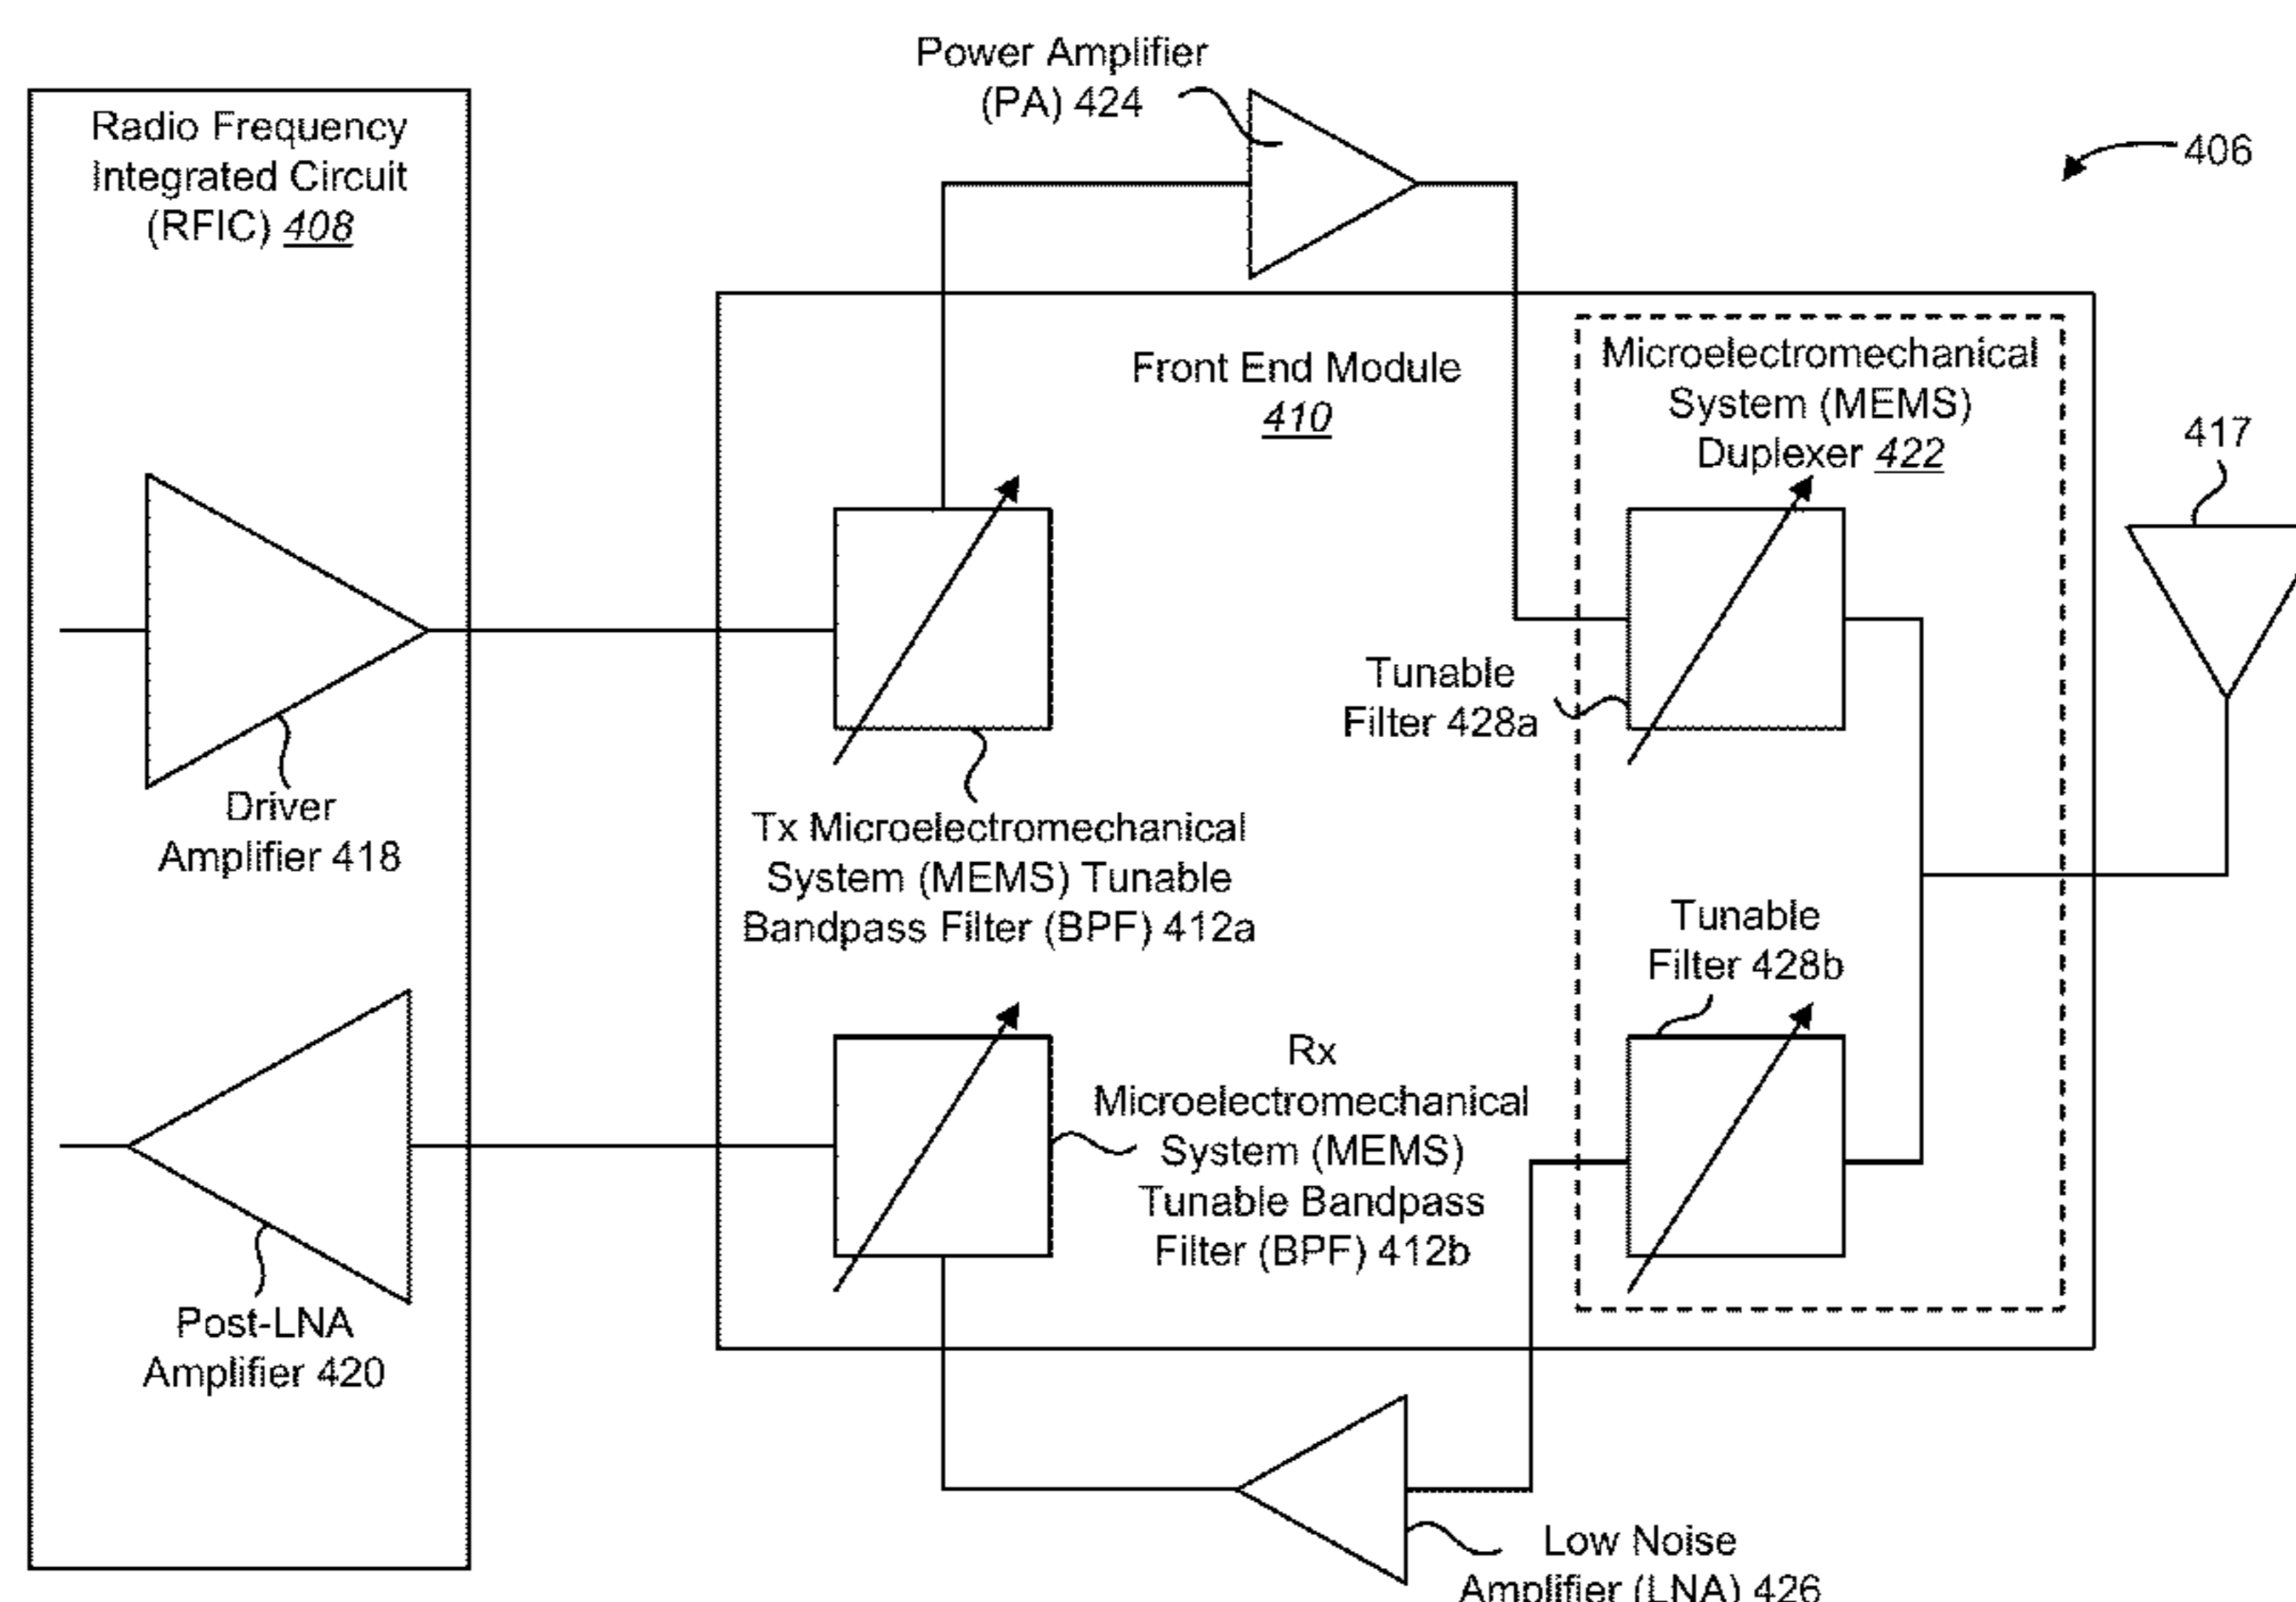 Power Amplifier
(PA) 424
Radio Frequency
Integrated Circuit
(RFIC) 408
406
Front End Module
410
Microelectromechanical
System (MEMS)
Duplexer 422
417
Tunable
Filter 428a
Driver
Amplifier 418
Tx Microelectromechanical
System (MEMS) Tunable
Bandpass Filter (BPF) 412a
Tunable
Filter 428b
Rx
Microelectromechanical
System (MEMS)
Tunable Bandpass
Filter (BPF) 412b
Post-LNA
Amplifier 420
Low Noise
Amplifier (LNA) 426